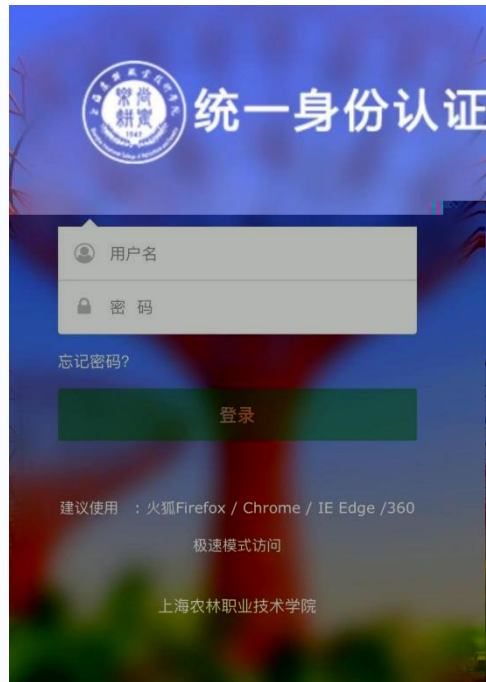 统一身份认证
用户名
密 码
忘记密码?
登录
建议使用 : 火狐Firefox / Chrome / IE Edge /360
极速模式访问
上海农林职业技术学院